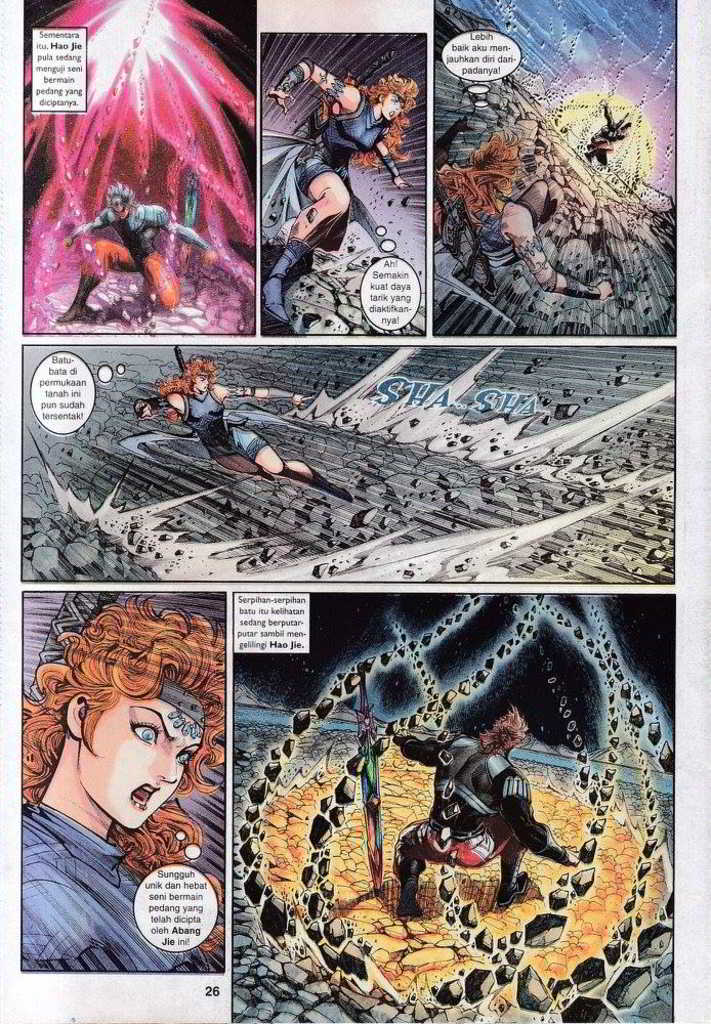 Sementara
itu, Hao Jie
pula sedang
menguji seni
bermain
pedang yang
diciptanya.
Ah!
Semakin
kuat daya
tarik yang
diaktifkan-
nya!
Lebih
baik aku men-
jauhkan diri dari-
padanya!
Batu-
bata di
permukaan
tanah ini
pun sudah
tersentak!
SHA-SHA
Sungguh
unik dan hebat
seni bermain
pedang yang
telah dicipta
oleh Abang
Jie ini!
Serpihan-serpihan
batu itu kelihatan
sedang berputar-
putar sambil men-
gelilingi Hao Jie.
26